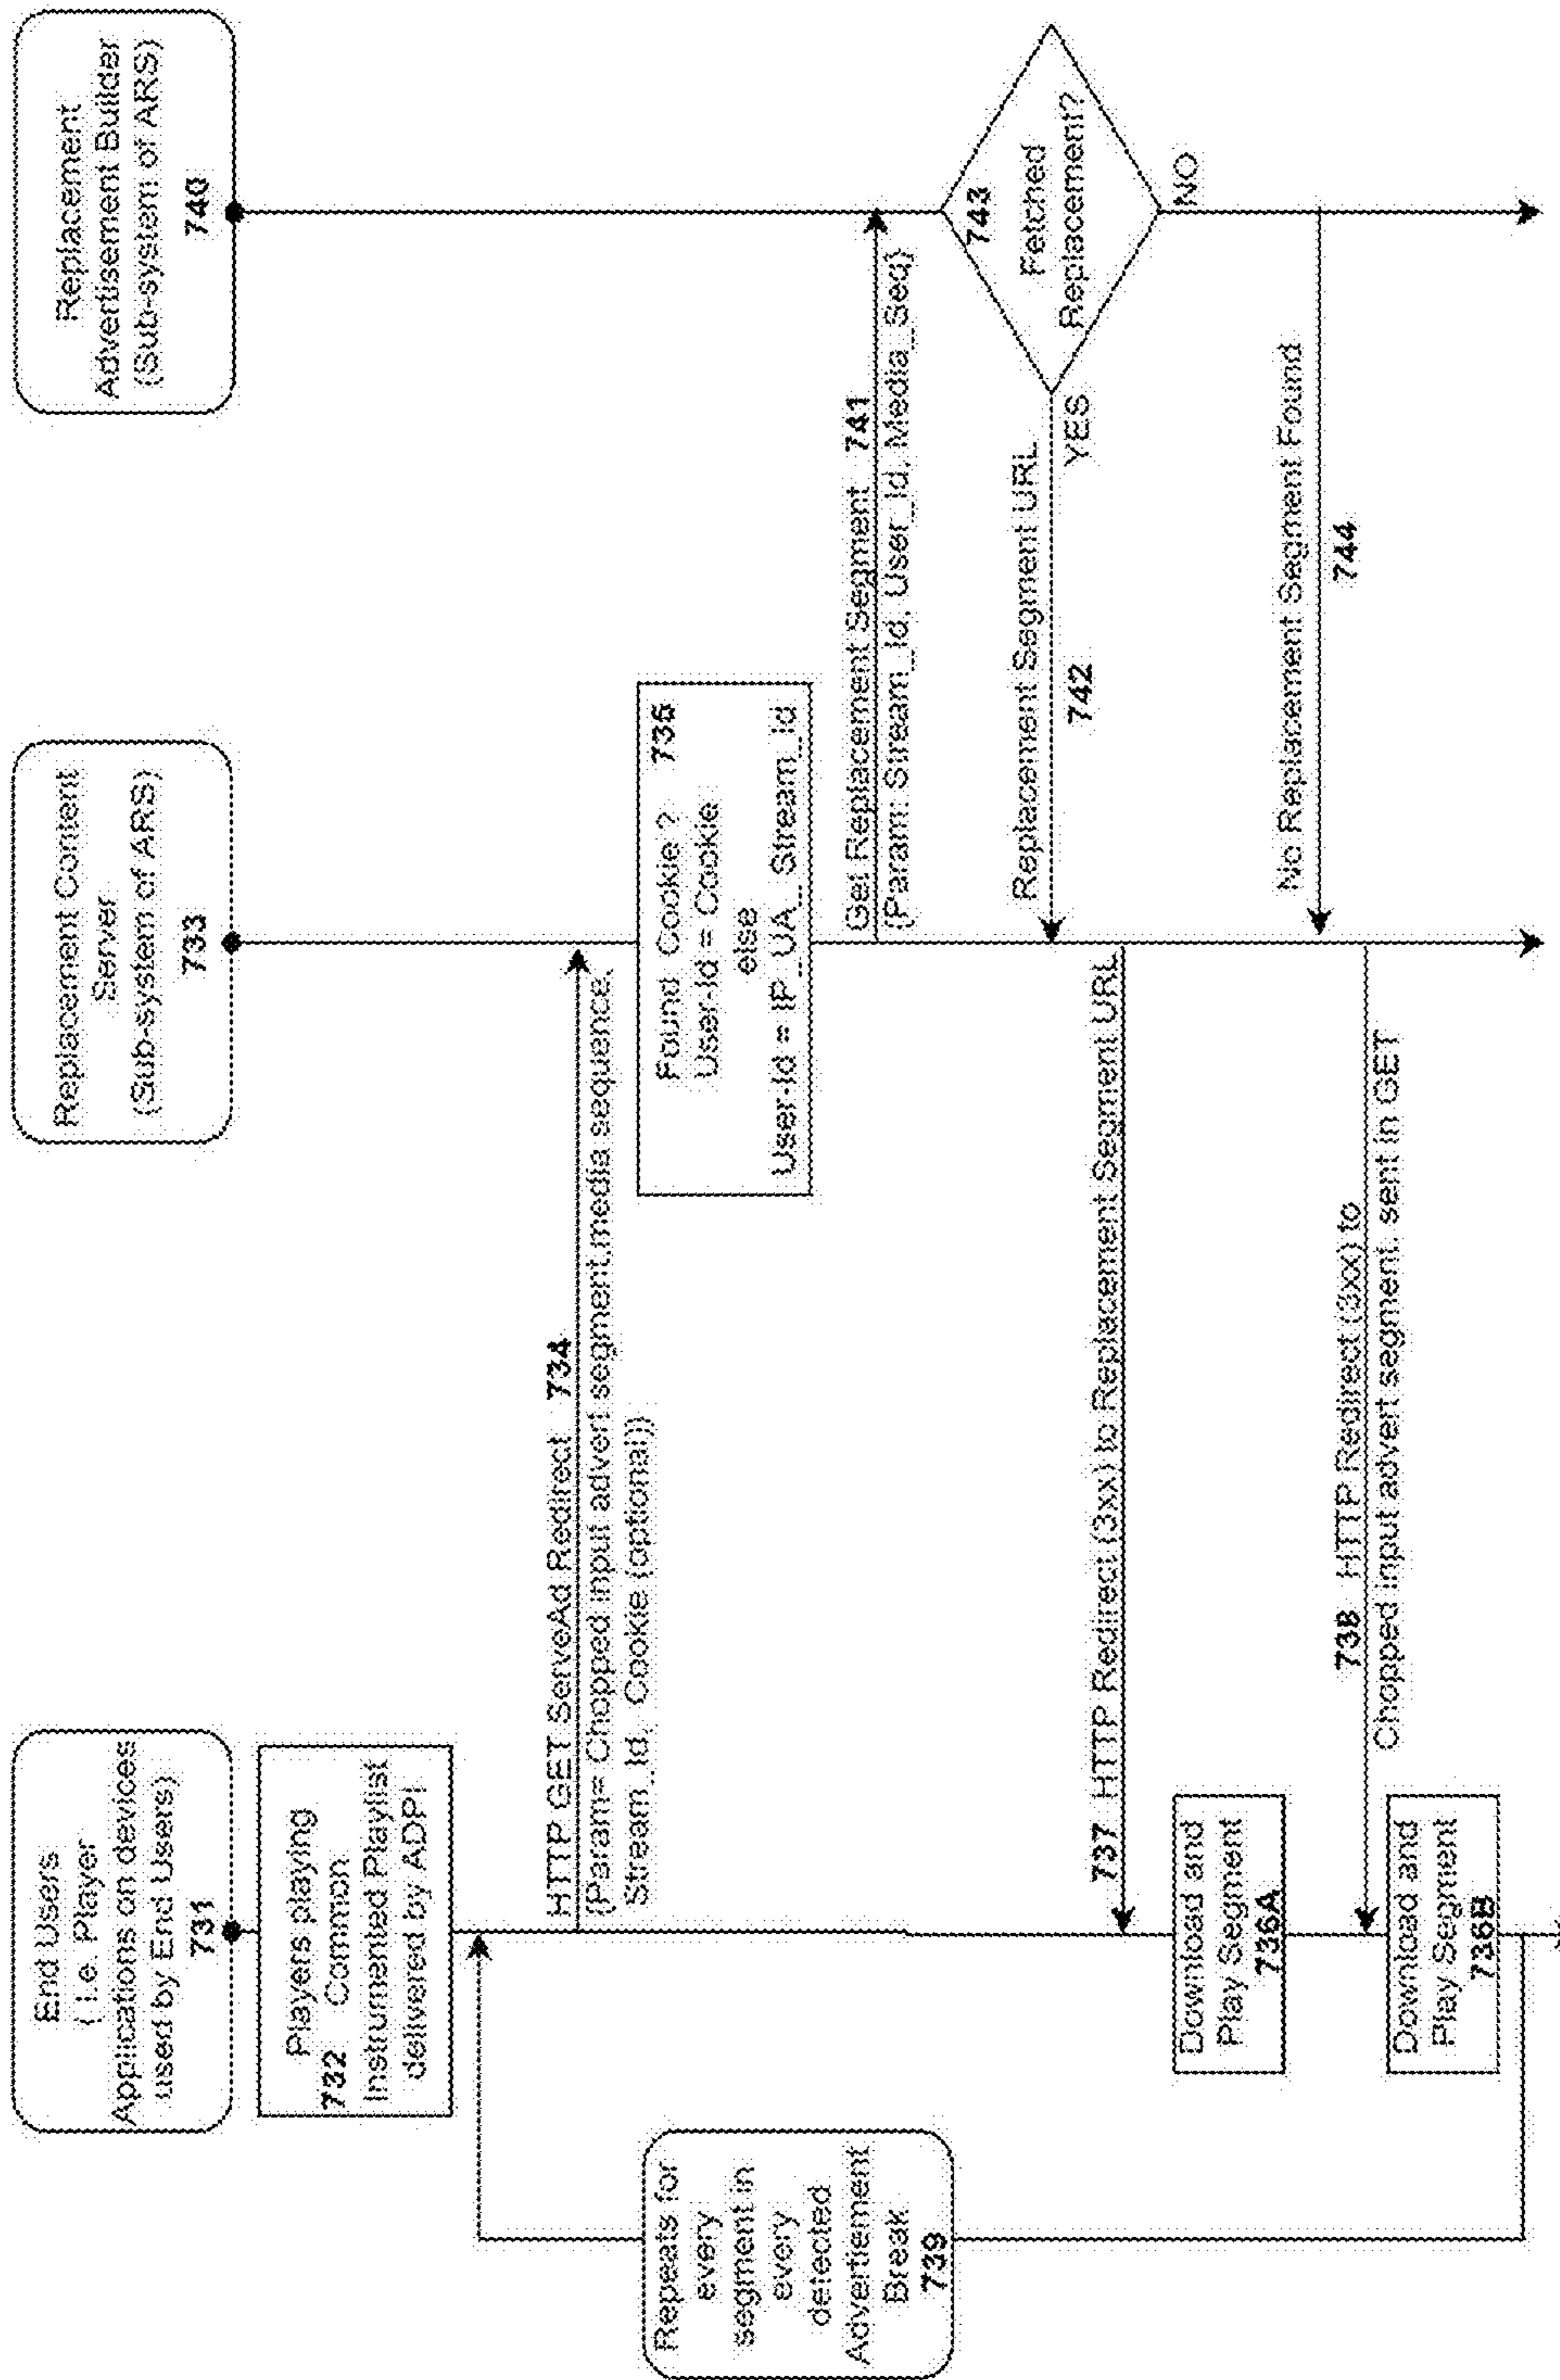 End Users
( i.e. Player
Applications on devices
used by End Users)
731
Replacement Content
Server
(Sub-system of ARS)
733
Replacement
Advertisement Builder
(Sub-system of ARS)
740
Players playing
732 Common
Instrumented Playlist
delivered by ADPI
HTTP GET ServeAd Redirect 734
(Param= Chopped input advert segment,media sequence,
Stream_Id, Cookie (optional))
Found Cookie ? 735
User-Id = Cookie
else
User-Id = IP_UA_Stream_Id
Get Replacement Segment 741
(Param: Stream_Id, User_Id, Media_Seq)
743
Fetched
Replacement?
YES
NO
Replacement Segment URL
742
737 HTTP Redirect (3xx) to Replacement Segment URL
Download and
Play Segment
736A
No Replacement Segment Found
744
738 HTTP Redirect (3xx) to
Chopped input advert segment, sent in GET
Download and
Play Segment
736B
Repeats for
every
segment in
every
detected
Advertiement
Break
739